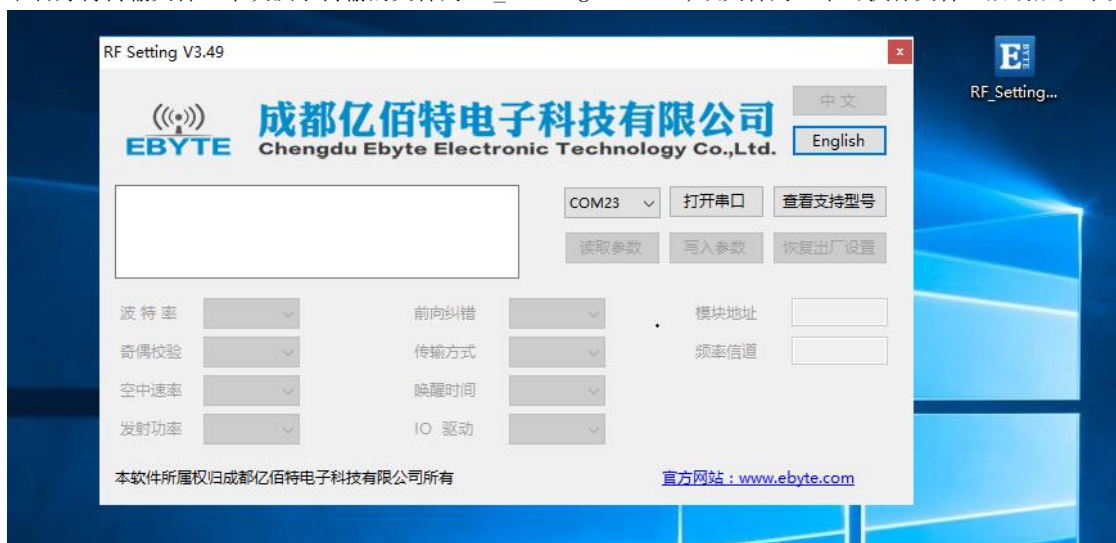 RF Setting V3.49
((( )))
EBYTE
成都亿佰特电子科技有限公司
Chengdu Ebyte Electronic Technology Co.,Ltd.
中文
English
E BYTE
RF_Setting...
COM23
打开串口
查看支持型号
读取参数
写入参数
恢复出厂设置
波特率
前向纠错
模块地址
奇偶校验
传输方式
频率信道
空中速率
唤醒时间
发射功率
IO 驱动
本软件所属权归成都亿佰特电子科技有限公司所有
官方网站：www.ebyte.com